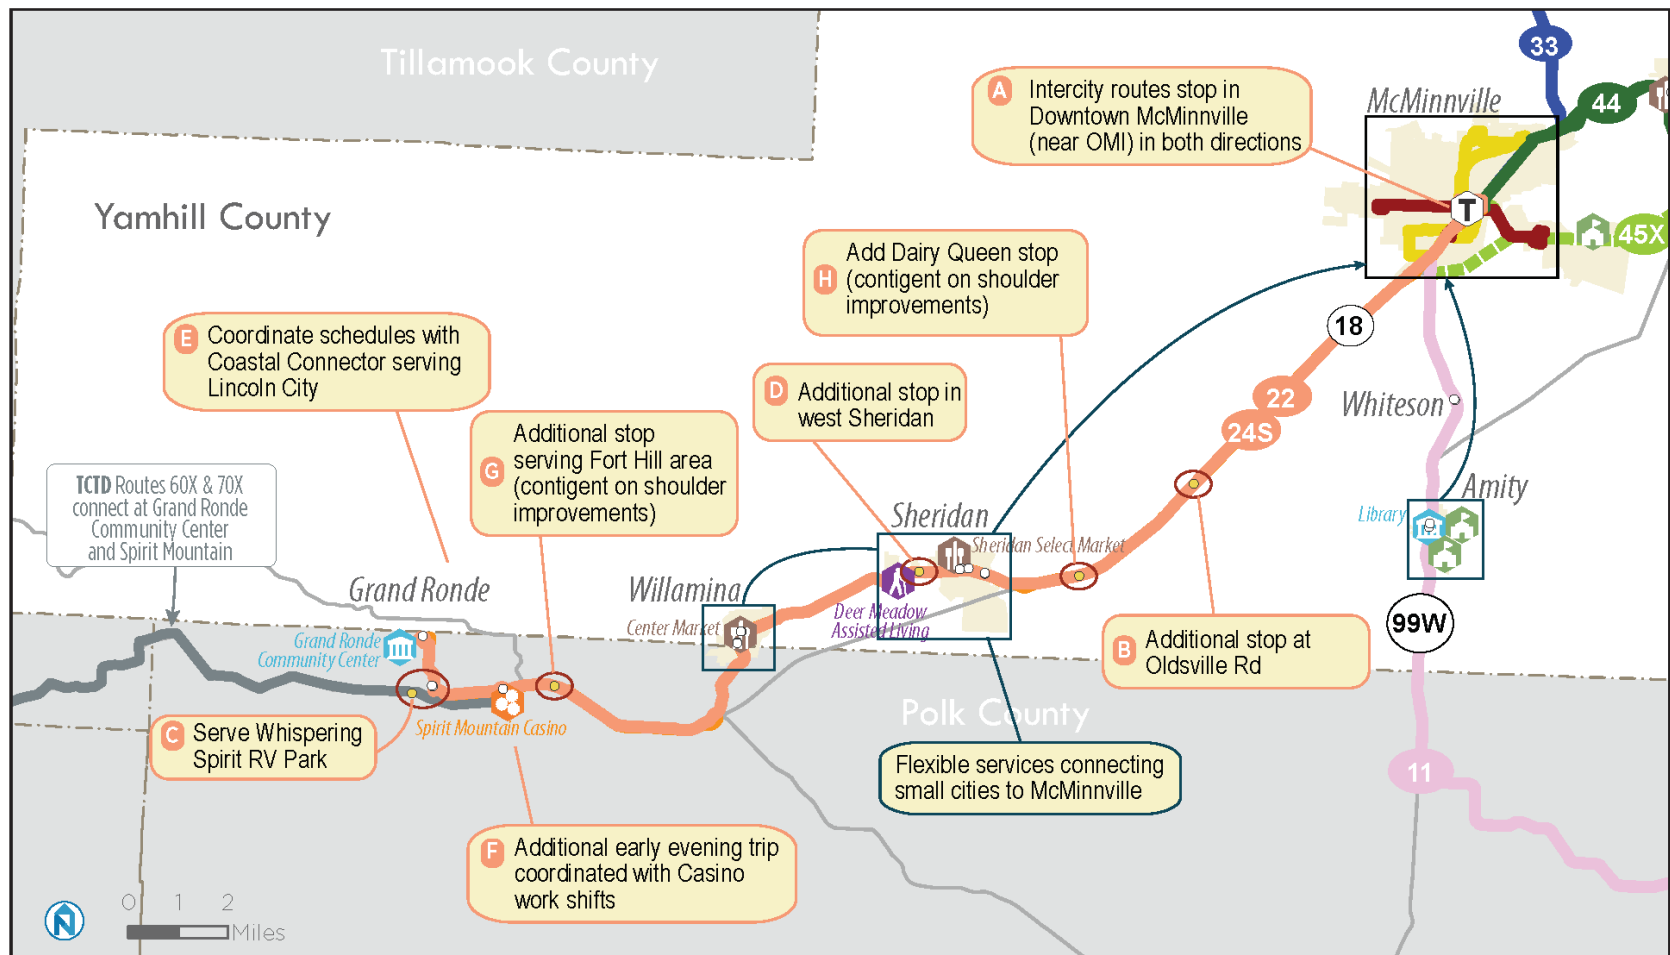 Tillamook County
33
A Intercity routes stop in
Downtown McMinnville
(near OMI) in both directions
McMinnville
44
T
45X
Yamhill County
H Add Dairy Queen stop
(contigent on shoulder
improvements)
E Coordinate schedules with
Coastal Connector serving
Lincoln City
18
D Additional stop in
west Sheridan
22
24S
Whiteson
G Additional stop
serving Fort Hill area
(contigent on shoulder
improvements)
TCTD Routes 60X & 70X
connect at Grand Ronde
Community Center
and Spirit Mountain
Amity
Library
Sheridan
Sheridan Select Market
Grand Ronde
Willamina
Center Market
Deer Meadow
Assisted Living
Grand Ronde
Community Center
99W
B Additional stop at
Oldsville Rd
Spirit Mountain Casino
C Serve Whispering
Spirit RV Park
Polk County
Flexible services connecting
small cities to McMinnville
11
F Additional early evening trip
coordinated with Casino
work shifts
N
0 1 2
Miles